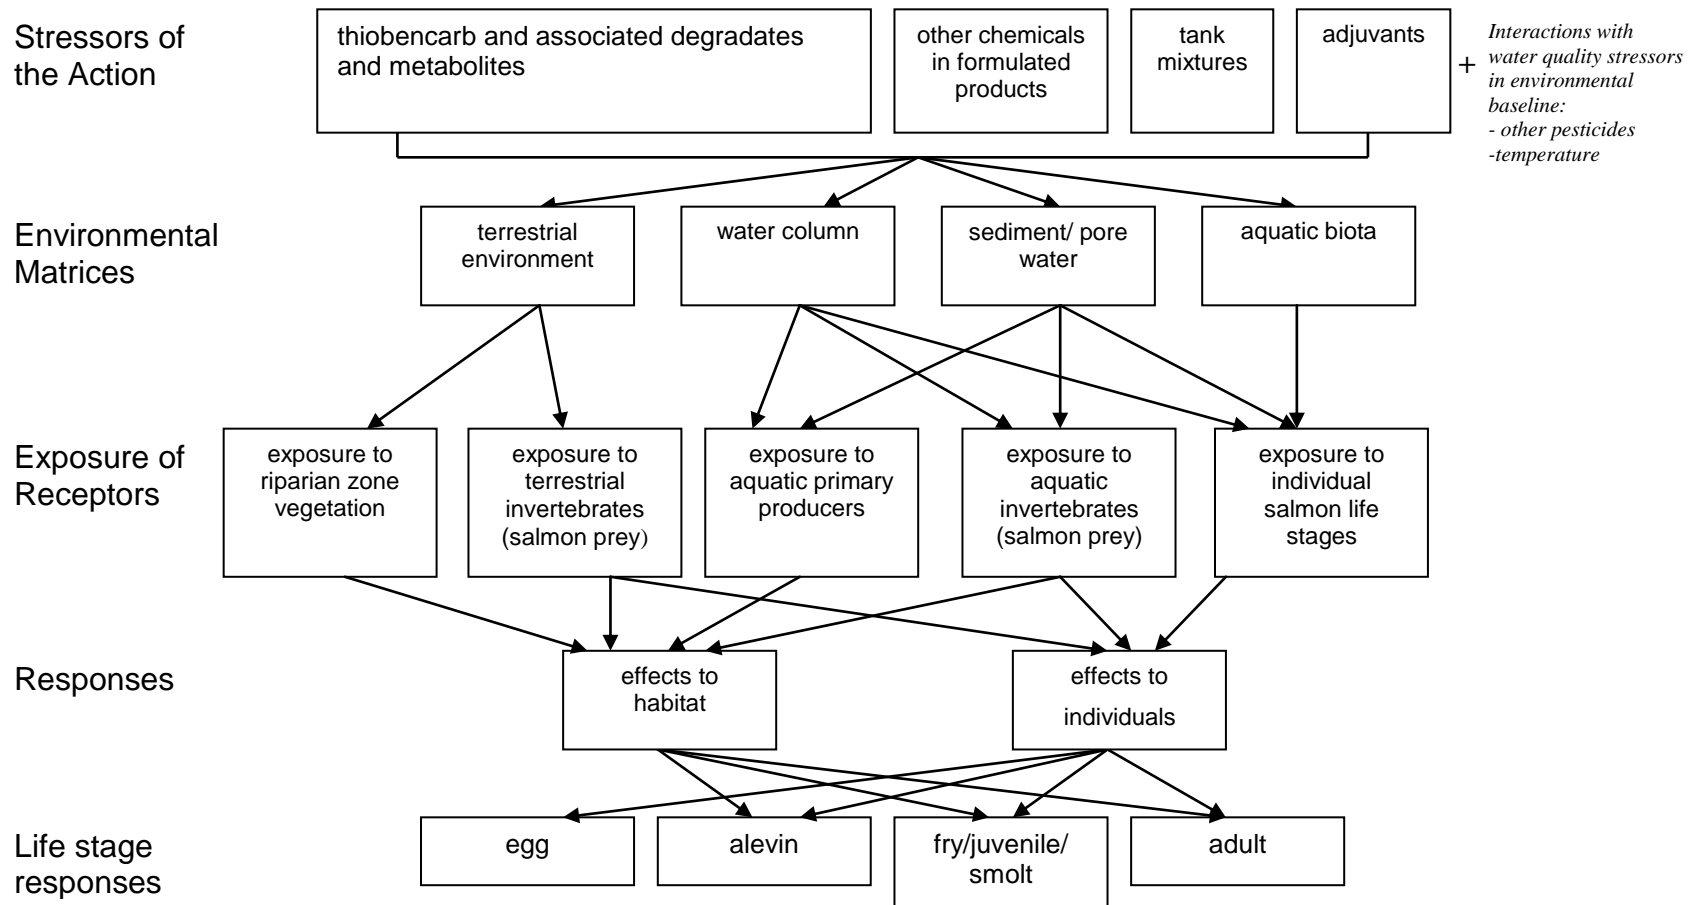 Stressors of
the Action
thiobencarb and associated degradates
and metabolites
other chemicals
in formulated
products
tank
mixtures
adjuvants
+
Interactions with
water quality stressors
in environmental
baseline:
- other pesticides
-temperature
Environmental
Matrices
terrestrial
environment
water column
sediment/ pore
water
aquatic biota
Exposure of
Receptors
exposure to
riparian zone
vegetation
exposure to
terrestrial
invertebrates
(salmon prey)
exposure to
aquatic primary
producers
exposure to
aquatic
invertebrates
(salmon prey)
exposure to
individual
salmon life
stages
Responses
effects to
habitat
effects to
individuals
Life stage
responses
egg
alevin
fry/juvenile/
smolt
adult